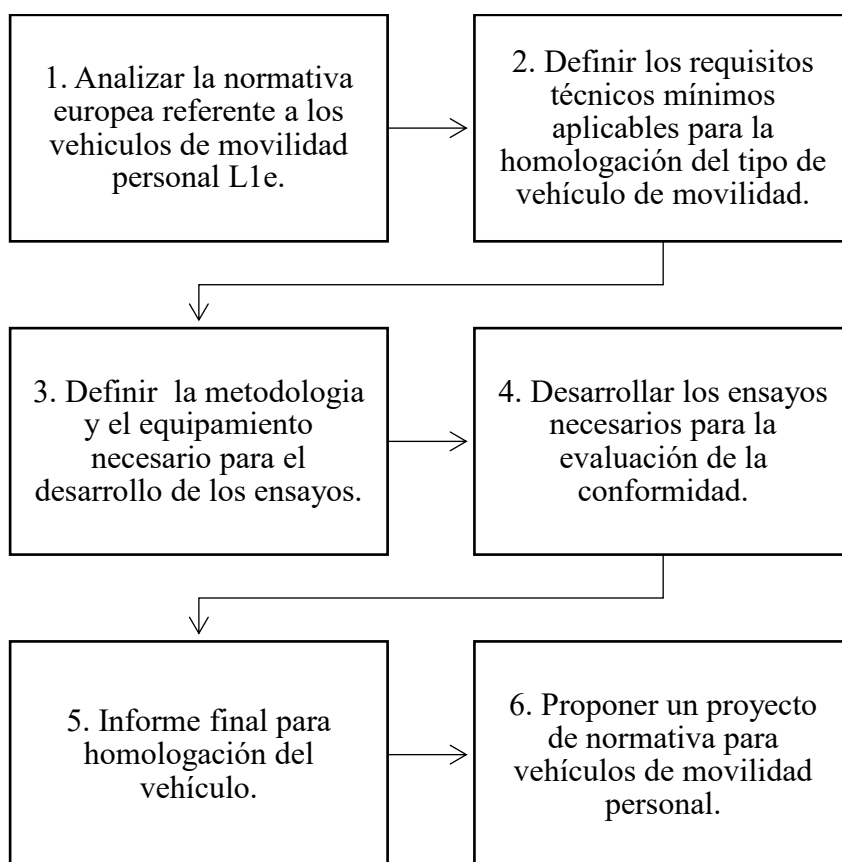 1. Analizar la normativa
europea referente a los
vehiculos de movilidad
personal L1e.
2. Definir los requisitos
técnicos mínimos
aplicables para la
homologación del tipo de
vehículo de movilidad.
3. Definir  la metodologia
y el equipamiento
necesario para el
desarrollo de los ensayos.
4. Desarrollar los ensayos
necesarios para la
evaluación de la
conformidad.
5. Informe final para
homologación del
vehículo.
6. Proponer un proyecto
de normativa para
vehículos de movilidad
personal.